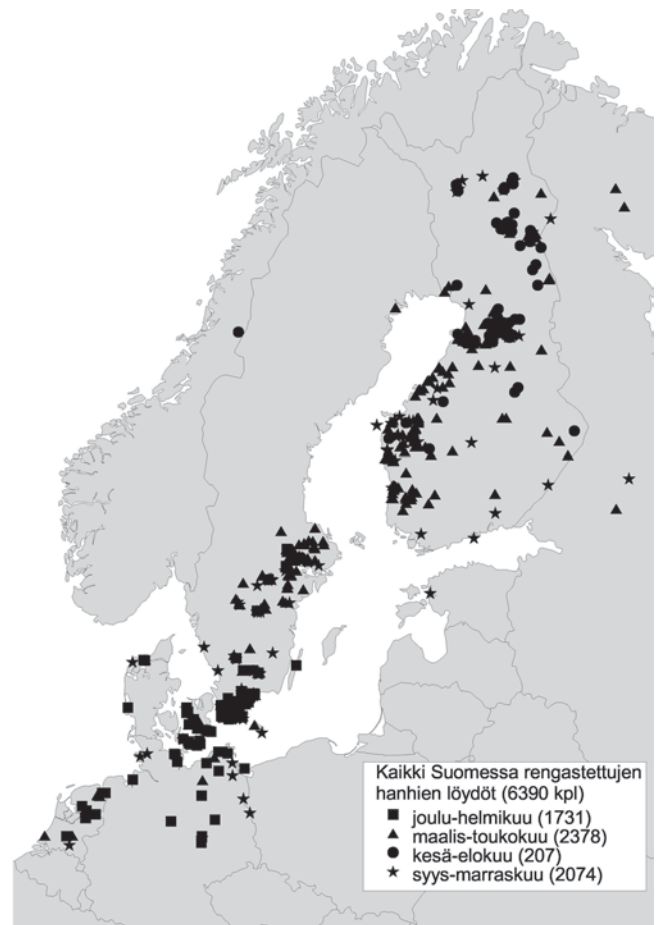 Kaikki Suomessa rengastettujen
hanhien löydöt (6390 kpl)
joulu-helmikuu (1731)
maalis-toukokuu (2378)
kesä-elokuu (207)
syys-marraskuu (2074)